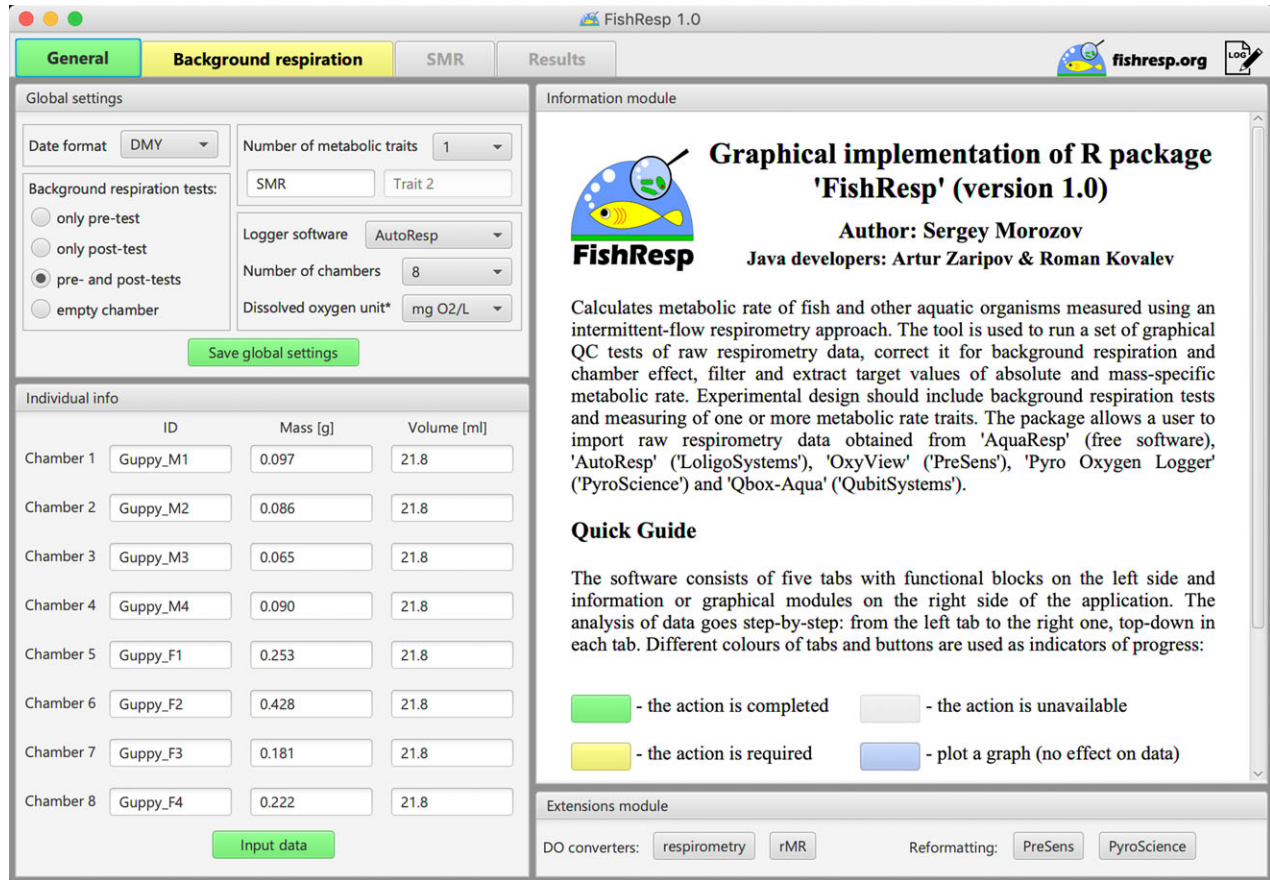 FishResp 1.0
General
Background respiration
SMR
Results
fishresp.org
LOG
Global settings
Date format
DMY
Number of metabolic traits
1
SMR
Trait 2
Background respiration tests:
only pre-test
only post-test
pre- and post-tests
empty chamber
Logger software
AutoResp
Number of chambers
8
Dissolved oxygen unit*
mg O2/L
Save global settings
Individual info
ID Mass [g] Volume [ml]
Chamber 1 Guppy_M1 0.097 21.8
Chamber 2 Guppy_M2 0.086 21.8
Chamber 3 Guppy_M3 0.065 21.8
Chamber 4 Guppy_M4 0.090 21.8
Chamber 5 Guppy_F1 0.253 21.8
Chamber 6 Guppy_F2 0.428 21.8
Chamber 7 Guppy_F3 0.181 21.8
Chamber 8 Guppy_F4 0.222 21.8
Input data
Information module
FishResp
Graphical implementation of R package
'FishResp' (version 1.0)
Author: Sergey Morozov
Java developers: Artur Zaripov & Roman Kovalev
Calculates metabolic rate of fish and other aquatic organisms measured using an
intermittent-flow respirometry approach. The tool is used to run a set of graphical
QC tests of raw respirometry data, correct it for background respiration and
chamber effect, filter and extract target values of absolute and mass-specific
metabolic rate. Experimental design should include background respiration tests
and measuring of one or more metabolic rate traits. The package allows a user to
import raw respirometry data obtained from 'AquaResp' (free software),
'AutoResp' ('LoligoSystems'), 'OxyView' ('PreSens'), 'Pyro Oxygen Logger'
('PyroScience') and 'Qbox-Aqua' ('QubitSystems').
Quick Guide
The software consists of five tabs with functional blocks on the left side and
information or graphical modules on the right side of the application. The
analysis of data goes step-by-step: from the left tab to the right one, top-down in
each tab. Different colours of tabs and buttons are used as indicators of progress:
- the action is completed
- the action is unavailable
- the action is required
- plot a graph (no effect on data)
Extensions module
DO converters:
respirometry
rMR
Reformatting:
PreSens
PyroScience